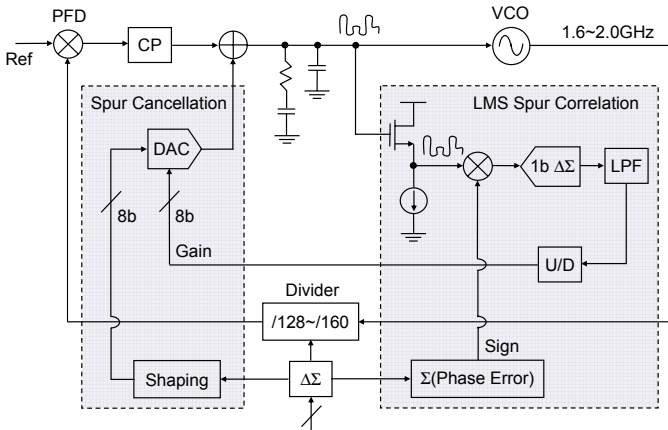 PFD
VCO
Ref
CP
1.6~2.0GHz
Spur Cancellation
LMS Spur Correlation
DAC
1b ΔΣ
LPF
8b
8b
Gain
U/D
Divider
/128~/160
Sign
Shaping
ΔΣ
Σ(Phase Error)